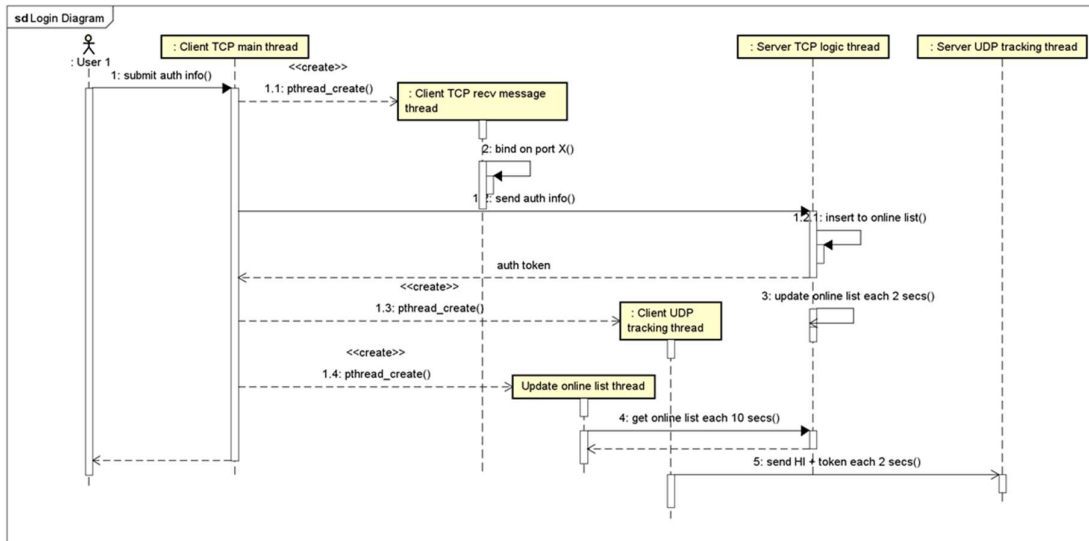 sd Login Diagram
: User 1
: Client TCP main thread
: Server TCP logic thread
: Server UDP tracking thread
1: submit auth info()
<<create>>
1.1: pthread_create()
: Client TCP recv message
thread
2: bind on port X()
1.2: send auth info()
1.2.1: insert to online list()
auth token
<<create>>
1.3: pthread_create()
: Client UDP
tracking thread
3: update online list each 2 secs()
<<create>>
1.4: pthread_create()
Update online list thread
4: get online list each 10 secs()
5: send HI + token each 2 secs()